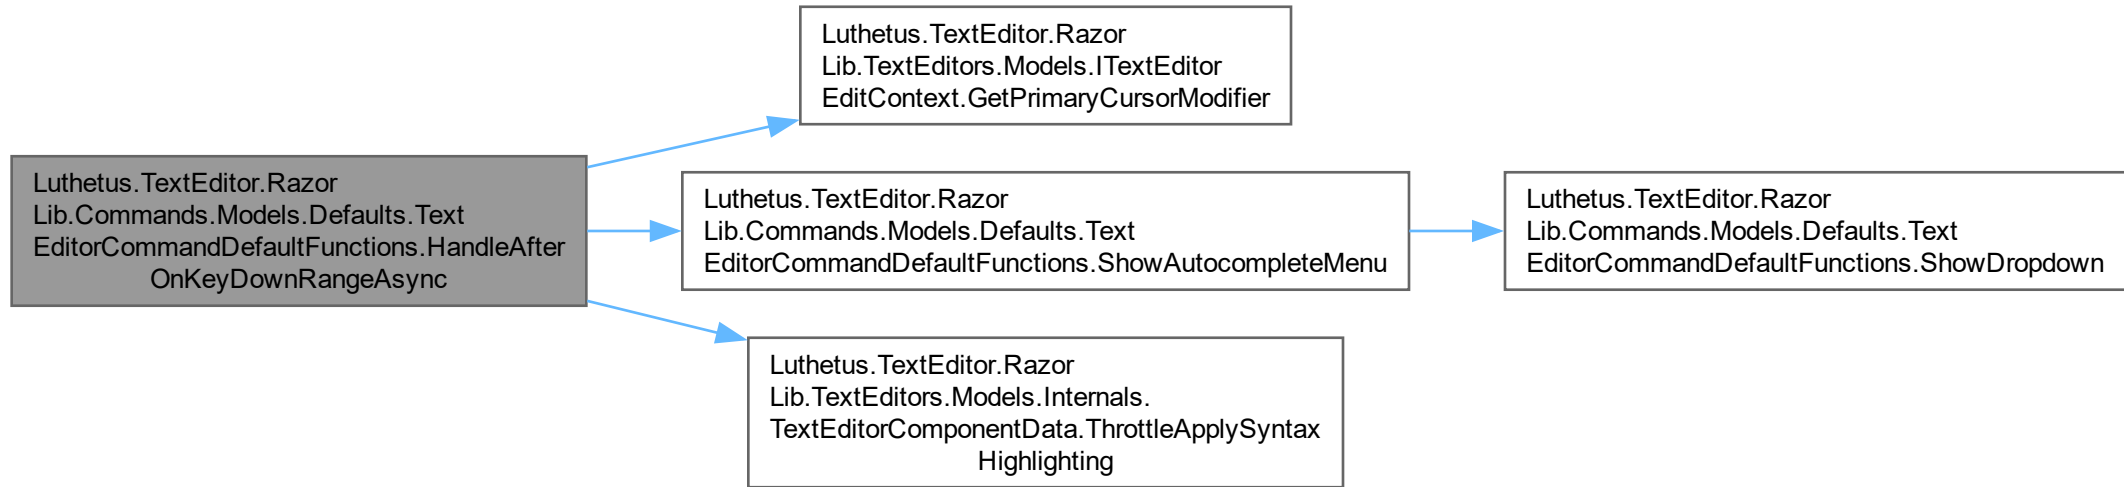 Luthetus.TextEditor.Razor
Lib.TextEditors.Models.ITextEditor
EditContext.GetPrimaryCursorModifier
Luthetus.TextEditor.Razor
Lib.Commands.Models.Defaults.Text
EditorCommandDefaultFunctions.HandleAfter
OnKeyDownRangeAsync
Luthetus.TextEditor.Razor
Lib.Commands.Models.Defaults.Text
EditorCommandDefaultFunctions.ShowAutocompleteMenu
Luthetus.TextEditor.Razor
Lib.Commands.Models.Defaults.Text
EditorCommandDefaultFunctions.ShowDropdown
Luthetus.TextEditor.Razor
Lib.TextEditors.Models.Internals.
TextEditorComponentData.ThrottleApplySyntax
Highlighting